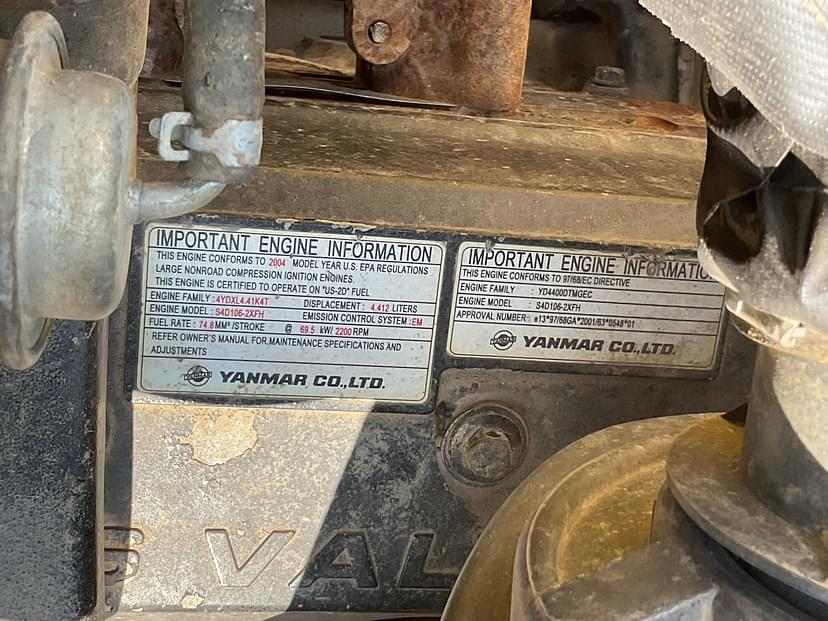 IMPORTANT ENGINE INFORMATION
THIS ENGINE CONFORMS TO 2004 MODEL YEAR U.S. EPA REGULATIONS
LARGE NONROAD COMPRESSION IGNITION ENGINES.
THIS ENGINE IS CERTIFIED TO OPERATE ON "US-2D" FUEL
ENGINE FAMILY : 4YDXL4.41K4T DISPLACEMENT : 4.412 LITERS
ENGINE MODEL : S4D106-2XFH EMISSION CONTROL SYSTEM : EM
FUEL RATE : 74.8 MM³ /STROKE @ 69.5 kW/ 2200 RPM
REFER OWNER'S MANUAL FOR MAINTENANCE SPECIFICATIONS AND
ADJUSTMENTS
YANMAR CO.,LTD.
IMPORTANT ENGINE INFORMATION
THIS ENGINE CONFORMS TO 97/68/EC DIRECTIVE
ENGINE FAMILY : YD4400DTMGEC
ENGINE MODEL : S4D106-2XFH
APPROVAL NUMBER : e13*97/68GA*2001/63*0548*01
YANMAR CO.,LTD.
VAL